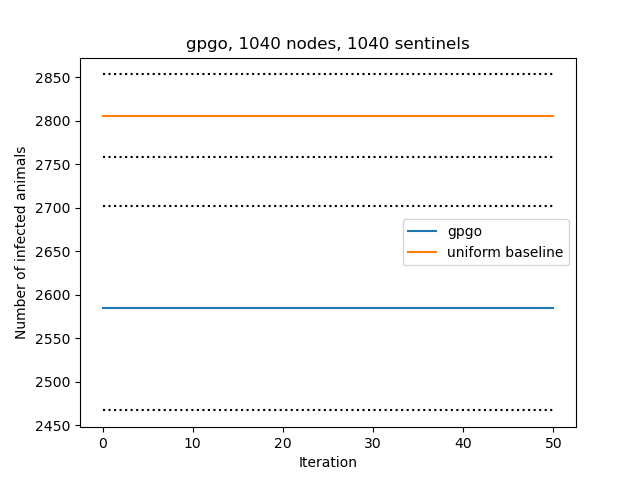 gpgo, 1040 nodes, 1040 sentinels
2850
2800
2750
2700
2650
2600
2550
2500
2450
Number of infected animals
gpgo
uniform baseline
0 10 20 30 40 50
Iteration